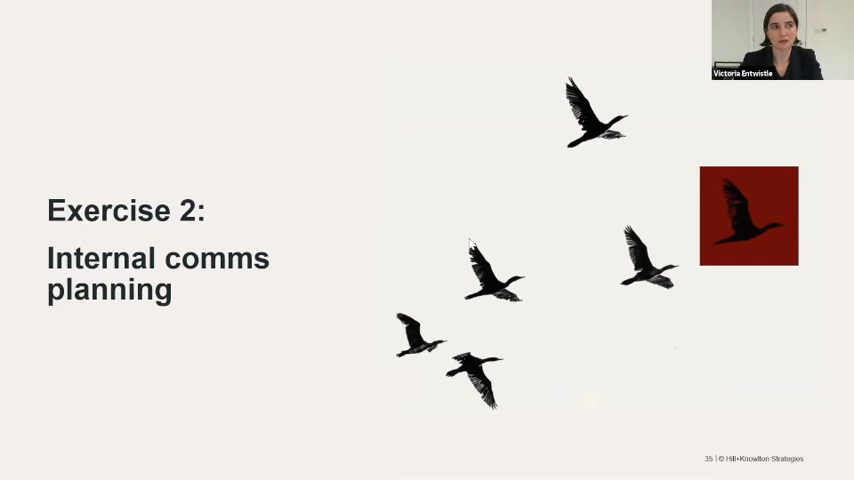 Victoria Entwistle
Exercise 2:
Internal comms
planning
35 | © Hill+Knowlton Strategies